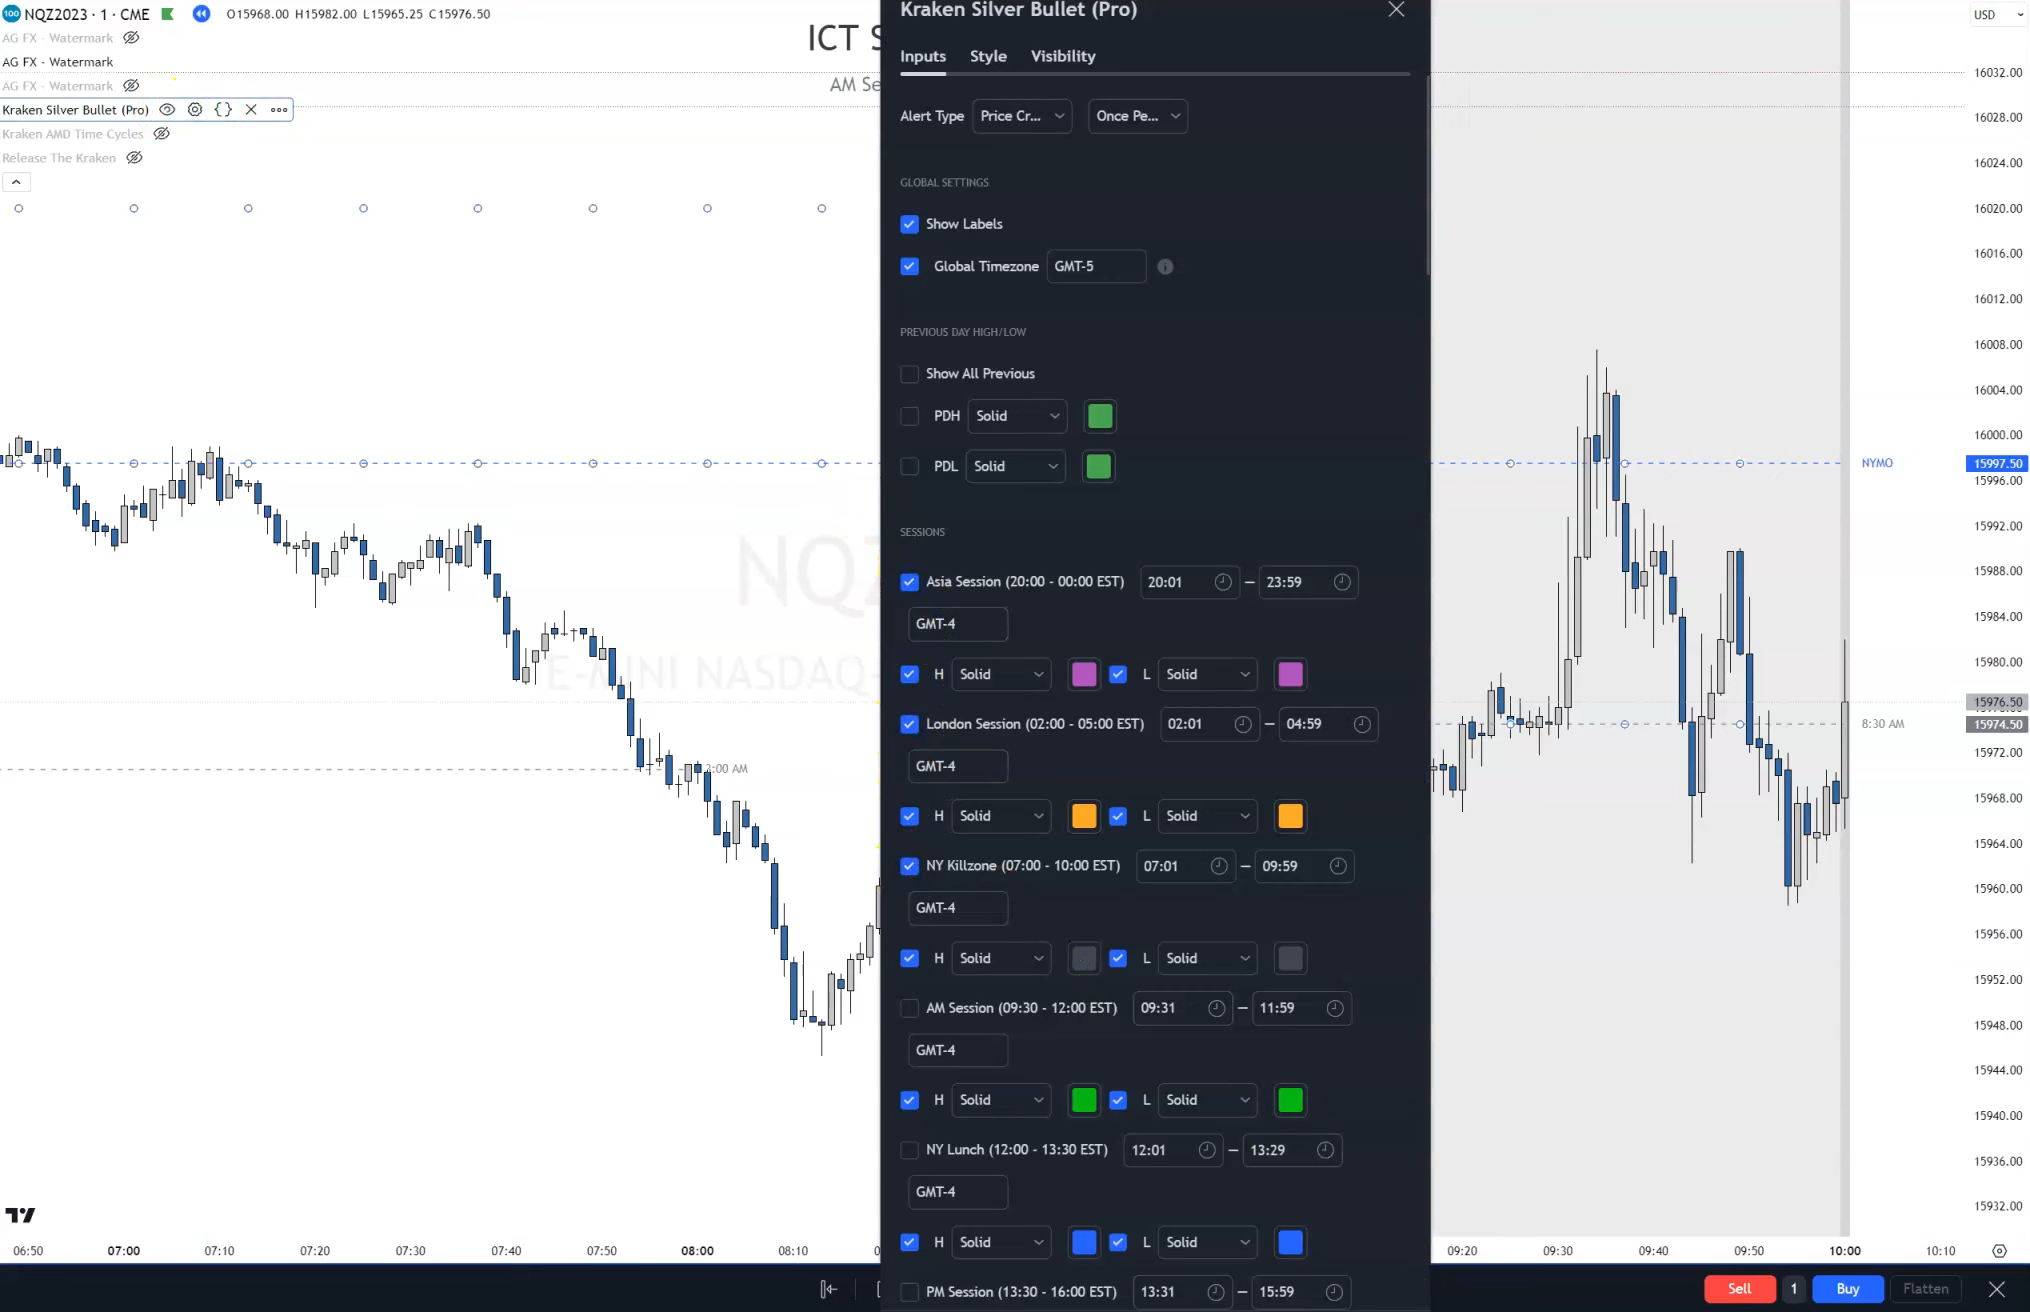 NQZ2023 · 1 · CME O15968.00 H15982.00 L15965.25 C15976.50
AG FX - Watermark
AG FX - Watermark
AG FX - Watermark
Kraken Silver Bullet (Pro)
Kraken AMD Time Cycles
Release The Kraken
ICT S
AM Se
NQZ
E-MINI NASDAQ-
2:00 AM
Kraken Silver Bullet (Pro)
Inputs Style Visibility
Alert Type Price Cr... Once Pe...
GLOBAL SETTINGS
Show Labels
Global Timezone GMT-5
PREVIOUS DAY HIGH/LOW
Show All Previous
PDH Solid
PDL Solid
SESSIONS
Asia Session (20:00 - 00:00 EST) 20:01 — 23:59
GMT-4
H Solid L Solid
London Session (02:00 - 05:00 EST) 02:01 — 04:59
GMT-4
H Solid L Solid
NY Killzone (07:00 - 10:00 EST) 07:01 — 09:59
GMT-4
H Solid L Solid
AM Session (09:30 - 12:00 EST) 09:31 — 11:59
GMT-4
H Solid L Solid
NY Lunch (12:00 - 13:30 EST) 12:01 — 13:29
GMT-4
H Solid L Solid
PM Session (13:30 - 16:00 EST) 13:31 — 15:59
USD
16032.00
16028.00
16024.00
16020.00
16016.00
16012.00
16008.00
16004.00
16000.00
NYMO 15997.50
15996.00
15992.00
15988.00
15984.00
15980.00
15976.50
8:30 AM 15974.50
15972.00
15968.00
15964.00
15960.00
15956.00
15952.00
15948.00
15944.00
15940.00
15936.00
15932.00
06:50 07:00 07:10 07:20 07:30 07:40 07:50 08:00 08:10 0 09:20 09:30 09:40 09:50 10:00 10:10
Sell 1 Buy Flatten